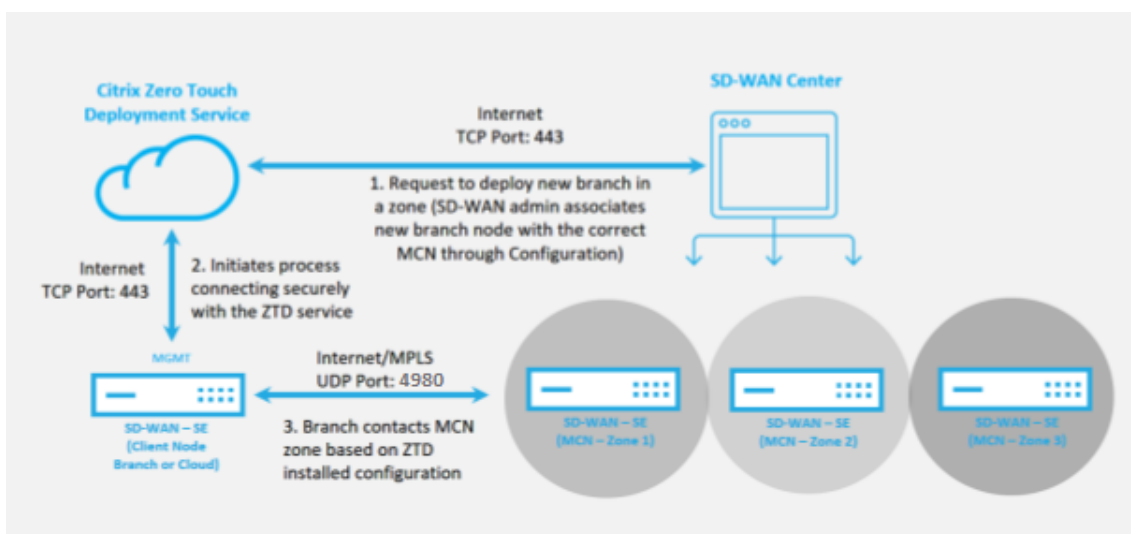 Citrix Zero Touch
Deployment Service
SD-WAN Center
Internet
TCP Port: 443
1. Request to deploy new branch in
a zone (SD-WAN admin associates
new branch node with the correct
MCN through Configuration)
Internet
TCP Port: 443
2. Initiates process
connecting securely
with the ZTD service
MGMT
SD-WAN – SE
(Client Node
Branch or Cloud)
Internet/MPLS
UDP Port: 4980
3. Branch contacts MCN
zone based on ZTD
installed configuration
SD-WAN – SE
(MCN – Zone 1)
SD-WAN – SE
(MCN – Zone 2)
SD-WAN – SE
(MCN – Zone 3)